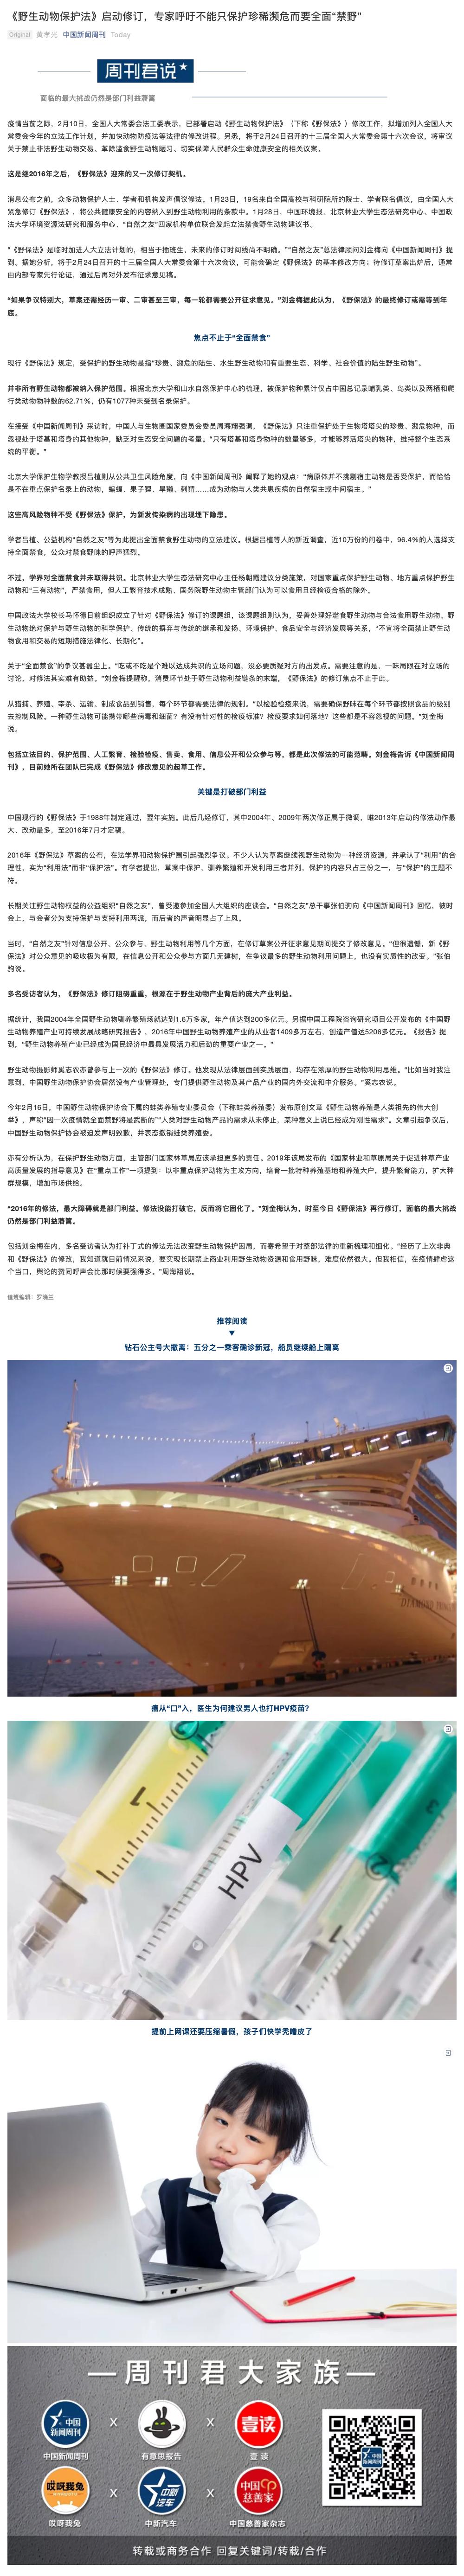 《野生动物保护法》启动修订，专家呼吁不能只保护珍稀濒危而要全面“禁野”
Original 黄孝光 中国新闻周刊 Today
周刊君说★
面临的最大挑战仍然是部门利益藩篱
疫情当前之际，2月10日，全国人大常委会法工委表示，已部署启动《野生动物保护法》（下称《野保法》）修改工作，拟增加列入全国人大
常委会今年的立法工作计划，并加快动物防疫法等法律的修改进程。另悉，将于2月24日召开的十三届全国人大常委会第十六次会议，将审议
关于禁止非法野生动物交易、革除滥食野生动物陋习、切实保障人民群众生命健康安全的相关议案。
这是继2016年之后，《野保法》迎来的又一次修订契机。
消息公布之前，众多动物保护人士、学者和机构发声倡议修法。1月23日，19名来自全国高校与科研院所的院士、学者联名倡议，由全国人大
紧急修订《野保法》，将公共健康安全的内容纳入到野生动物利用的条款中。1月28日，中国环境报、北京林业大学生态法研究中心、中国政
法大学环境资源法研究和服务中心、“自然之友”四家机构单位联合发起立法禁食野生动物建议书。
“《野保法》是临时加进人大立法计划的，相当于插班生，未来的修订时间线尚不明确。”“自然之友”总法律顾问刘金梅向《中国新闻周刊》提
到。据她分析，将于2月24日召开的十三届全国人大常委会第十六次会议，可能会确定《野保法》的基本修改方向；待修订草案出炉后，通常
由内部专家先行论证，通过后再对外发布征求意见稿。
“如果争议特别大，草案还需经历一审、二审甚至三审，每一轮都需要公开征求意见。”刘金梅据此认为，《野保法》的最终修订或需等到年
底。
焦点不止于“全面禁食”
现行《野保法》规定，受保护的野生动物是指“珍贵、濒危的陆生、水生野生动物和有重要生态、科学、社会价值的陆生野生动物”。
并非所有野生动物都被纳入保护范围。根据北京大学和山水自然保护中心的梳理，被保护物种累计仅占中国总记录哺乳类、鸟类以及两栖和爬
行类动物物种数的62.71%，仍有1077种未受到名录保护。
在接受《中国新闻周刊》采访时，中国人与生物圈国家委员会委员周海翔强调，《野保法》只注重保护处于生物塔塔尖的珍贵、濒危物种，而
忽视处于塔基和塔身的其他物种，缺乏对生态安全问题的考量。“只有塔基和塔身物种的数量够多，才能够养活塔尖的物种，维持整个生态系
统的平衡。”
北京大学保护生物学教授吕植则从公共卫生风险角度，向《中国新闻周刊》阐释了她的观点：“病原体并不挑剔宿主动物是否受保护，而恰恰
是不在重点保护名录上的动物，蝙蝠、果子狸、旱獭、刺猬……成为动物与人类共患疾病的自然宿主或中间宿主。”
这些高风险物种不受《野保法》保护，为新发传染病的出现埋下隐患。
学者吕植、公益机构“自然之友”等为此提出全面禁食野生动物的立法建议。根据吕植等人的新近调查，近10万份的问卷中，96.4%的人选择支
持全面禁食，公众对禁食野味的呼声猛烈。
不过，学界对全面禁食并未取得共识。北京林业大学生态法研究中心主任杨朝霞建议分类施策，对国家重点保护野生动物、地方重点保护野生
动物和“三有动物”，严禁食用，但人工繁育技术成熟、国务院野生动物主管部门认为可以食用且经检疫合格的除外。
中国政法大学校长马怀德日前组织成立了针对《野保法》修订的课题组，该课题组则认为，妥善处理好滥食野生动物与合法食用野生动物、野
生动物绝对保护与野生动物的科学保护、传统的摒弃与传统的继承和发扬、环境保护、食品安全与经济发展等关系，“不宜将全面禁止野生动
物食用和交易的短期措施法律化、长期化”。
关于“全面禁食”的争议甚嚣尘上。“吃或不吃是个难以达成共识的立场问题，没必要质疑对方的出发点。需要注意的是，一味局限在对立场的讨
论，对修法其实难有助益。”刘金梅提醒称，消费环节处于野生动物利益链条的末端，《野保法》的修订焦点不止于此。
从猎捕、养殖、宰杀、运输、制成食品到销售，每个环节都需要法律的规制。“以检验检疫来说，需要确保野味在每个环节都按照食品的级别
去控制风险。一种野生动物可能携带哪些病毒和细菌？有没有针对性的检疫标准？检疫要求如何落地？这些都是不容忽视的问题。”刘金梅
说。
包括立法目的、保护范围、人工繁育、检验检疫、售卖、食用、信息公开和公众参与等，都是此次修法的可能范畴。刘金梅告诉《中国新闻周
刊》，目前她所在团队已完成《野保法》修改意见的起草工作。
关键是打破部门利益
中国现行的《野保法》于1988年制定通过，翌年实施。此后几经修订，其中2004年、2009年两次修正属于微调，唯2013年启动的修法动作最
大、改动最多，至2016年7月才定稿。
2016年《野保法》草案的公布，在法学界和动物保护圈引起强烈争议。不少人认为草案继续视野生动物为一种经济资源，并承认了“利用”的合
理性，实为“利用法”而非“保护法”。有学者提出，草案中保护、驯养繁殖和开发利用三者并列，保护的内容只占三份之一，与“保护”的主题不
符。
长期关注野生动物权益的公益组织“自然之友”，曾受邀参加全国人大组织的座谈会。“自然之友”总干事张伯驹向《中国新闻周刊》回忆，彼时
会上，与会者分为支持保护与支持利用两派，而后者的声音明显占了上风。
当时，“自然之友”针对信息公开、公众参与、野生动物利用等几个方面，在修订草案公开征求意见期间提交了修改意见。“但很遗憾，新《野
保法》对公众意见的吸收极为有限，在信息公开和公众参与方面几无建树，在争议最多的野生动物利用问题上，也没有实质性的改变。”张伯
驹说。
多名受访者认为，《野保法》修订阻碍重重，根源在于野生动物产业背后的庞大产业利益。
据统计，我国2004年全国野生动物驯养繁殖场就达到1.6万多家，年产值达到200多亿元。另据中国工程院咨询研究项目公开发布的《中国野
生动物养殖产业可持续发展战略研究报告》，2016年中国野生动物养殖产业的从业者1409多万左右，创造产值达5206多亿元。《报告》提
到，“野生动物养殖产业已经成为国民经济中最具发展活力和后劲的重要产业之一。”
野生动物摄影师奚志农亦曾参与上一次的《野保法》修订。他发现从法律层面到实践层面，均存在浓厚的野生动物利用思维。“比如当时我注
意到，中国野生动物保护协会居然设有产业管理处，专门提供野生动物及其产品产业的国内外交流和中介服务。”奚志农说。
今年2月16日，中国野生动物保护协会下属的蛙类养殖专业委员会（下称蛙类养殖委）发布原创文章《野生动物养殖是人类祖先的伟大创
举》，声称“因一次疫情就全面禁野将是武断的”“人类对野生动物产品的需求从未停止，某种意义上说已经成为刚性需求”。文章引起争议后，
中国野生动物保护协会被迫发声明致歉，并表态撤销蛙类养殖委。
亦有分析认为，在保护野生动物方面，主管部门国家林草局应该承担更多的责任。2019年该局发布的《国家林业和草原局关于促进林草产业
高质量发展的指导意见》在“重点工作”一项提到：以非重点保护动物为主攻方向，培育一批特种养殖基地和养殖大户，提升繁育能力，扩大种
群规模，增加市场供给。
“2016年的修法，最大障碍就是部门利益。修法没能打破它，反而将它固化了。”刘金梅认为，时至今日《野保法》再行修订，面临的最大挑战
仍然是部门利益藩篱。
包括刘金梅在内，多名受访者认为打补丁式的修法无法改变野生动物保护困局，而寄希望于对整部法律的重新梳理和细化。“经历了上次非典
和《野保法》的修改，我知道就目前情况来说，要实现长期禁止商业利用野生动物资源和食用野味，难度依然很大。但我相信，在疫情肆虐这
个当口，舆论的赞同呼声会比那时候要强得多。”周海翔说。
值班编辑：罗晓兰
推荐阅读
▼
钻石公主号大撤离：五分之一乘客确诊新冠，船员继续船上隔离
DIAMOND PRINCESS
癌从“口”入，医生为何建议男人也打HPV疫苗？
HPV
提前上网课还要压缩暑假，孩子们快学秃噜皮了
—周刊君大家族—
中国新闻周刊 X 有意思报告 X 壹读
哎呀我兔 X 中新汽车 X 中国慈善家杂志
转载或商务合作 回复关键词/转载/合作